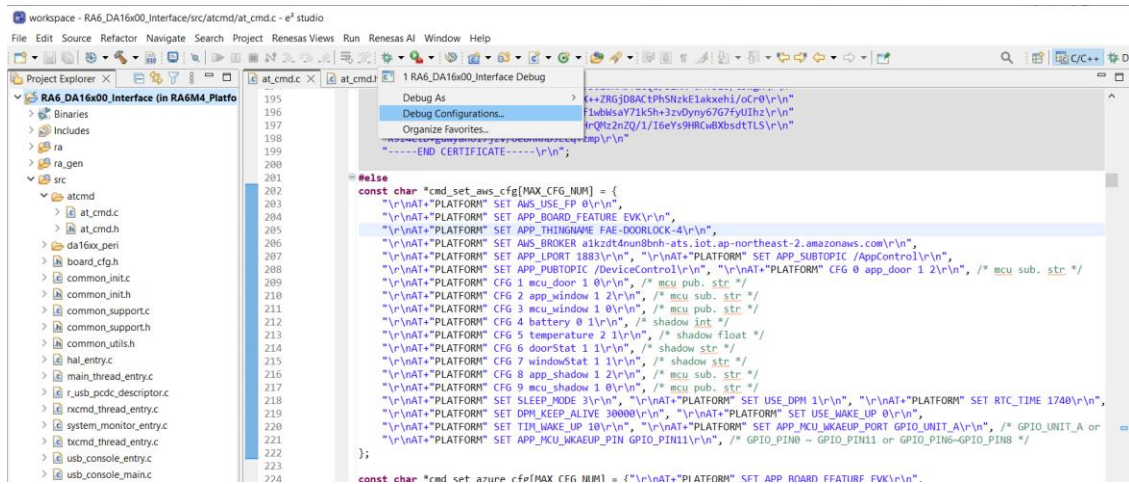 workspace - RA6_DA16x00_Interface/src/atcmd/at_cmd.c - e² studio
File Edit Source Refactor Navigate Search Project Renesas Views Run Renesas AI Window Help
C/C++ D
Project Explorer
at_cmd.c at_cmd.h
1 RA6_DA16x00_Interface Debug
Debug As
Debug Configurations...
Organize Favorites...
RA6_DA16x00_Interface (in RA6M4_Platfo
Binaries
Includes
ra
ra_gen
src
atcmd
at_cmd.c
at_cmd.h
da16xx_peri
board_cfg.h
common_init.c
common_init.h
common_support.c
common_support.h
common_utils.h
hal_entry.c
main_thread_entry.c
r_usb_pcdc_descriptor.c
rxcmd_thread_entry.c
system_monitor_entry.c
txcmd_thread_entry.c
usb_console_entry.c
usb_console_main.c
195 X++ZRGjD8ACtPhSNzkE1akxehi/oCr0\r\n"
196 f1wbWsaY71k5h+3zvDyny67G7fyUIhz\r\n"
197 HrQMz2nZQ/1/I6eYs9HRCwBXbsdtTLS\r\n"
198
199 "-----END CERTIFICATE-----\r\n";
200
201 #else
202 const char *cmd_set_aws_cfg[MAX_CFG_NUM] = {
203 "\r\nAT+"PLATFORM" SET AWS_USE_FP 0\r\n",
204 "\r\nAT+"PLATFORM" SET APP_BOARD_FEATURE EVK\r\n",
205 "\r\nAT+"PLATFORM" SET APP_THINGNAME FAE-DOORLOCK-4\r\n",
206 "\r\nAT+"PLATFORM" SET AWS_BROKER a1kzdt4nun8bnh-ats.iot.ap-northeast-2.amazonaws.com\r\n",
207 "\r\nAT+"PLATFORM" SET APP_LPORT 1883\r\n", "\r\nAT+"PLATFORM" SET APP_SUBTOPIC /AppControl\r\n",
208 "\r\nAT+"PLATFORM" SET APP_PUBTOPIC /DeviceControl\r\n", "\r\nAT+"PLATFORM" CFG 0 app_door 1 2\r\n", /* mcu sub. str */
209 "\r\nAT+"PLATFORM" CFG 1 mcu_door 1 0\r\n", /* mcu pub. str */
210 "\r\nAT+"PLATFORM" CFG 2 app_window 1 2\r\n", /* mcu sub. str */
211 "\r\nAT+"PLATFORM" CFG 3 mcu_window 1 0\r\n", /* mcu pub. str */
212 "\r\nAT+"PLATFORM" CFG 4 battery 0 1\r\n", /* shadow int */
213 "\r\nAT+"PLATFORM" CFG 5 temperature 2 1\r\n", /* shadow float */
214 "\r\nAT+"PLATFORM" CFG 6 doorStat 1 1\r\n", /* shadow str */
215 "\r\nAT+"PLATFORM" CFG 7 windowStat 1 1\r\n", /* shadow str */
216 "\r\nAT+"PLATFORM" CFG 8 app_shadow 1 2\r\n", /* mcu sub. str */
217 "\r\nAT+"PLATFORM" CFG 9 mcu_shadow 1 0\r\n", /* mcu pub. str */
218 "\r\nAT+"PLATFORM" SET SLEEP_MODE 3\r\n", "\r\nAT+"PLATFORM" SET USE_DPM 1\r\n", "\r\nAT+"PLATFORM" SET RTC_TIME 1740\r\n",
219 "\r\nAT+"PLATFORM" SET DPM_KEEP_ALIVE 30000\r\n", "\r\nAT+"PLATFORM" SET USE_WAKE_UP 0\r\n",
220 "\r\nAT+"PLATFORM" SET TIM_WAKE_UP 10\r\n", "\r\nAT+"PLATFORM" SET APP_MCU_WKAEUP_PORT GPIO_UNIT_A\r\n", /* GPIO_UNIT_A or
221 "\r\nAT+"PLATFORM" SET APP_MCU_WKAEUP_PIN GPIO_PIN11\r\n", /* GPIO_PIN0 ~ GPIO_PIN11 or GPIO_PIN6~GPIO_PIN8 */
222 };
223
224 const char *cmd_set_azure_cfg[MAX_CFG_NUM] = {"\r\nAT+"PLATFORM" SET APP_BOARD_FEATURE EVK\r\n",